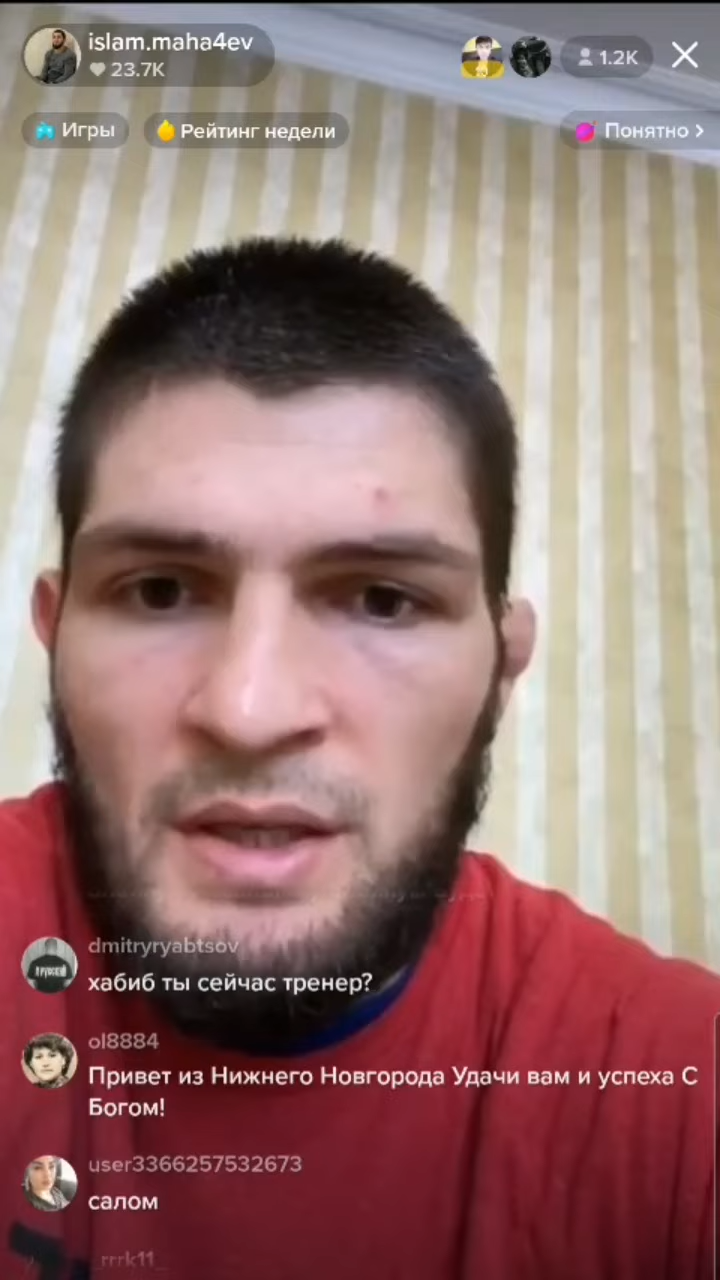 islam.maha4ev
23.7K
1.2K
Игры
Рейтинг недели
Понятно
dmitryryabtsov
хабиб ты сейчас тренер?
ol8884
Привет из Нижнего Новгорода Удачи вам и успеха С
Богом!
user3366257532673
салом
_rrrk11_